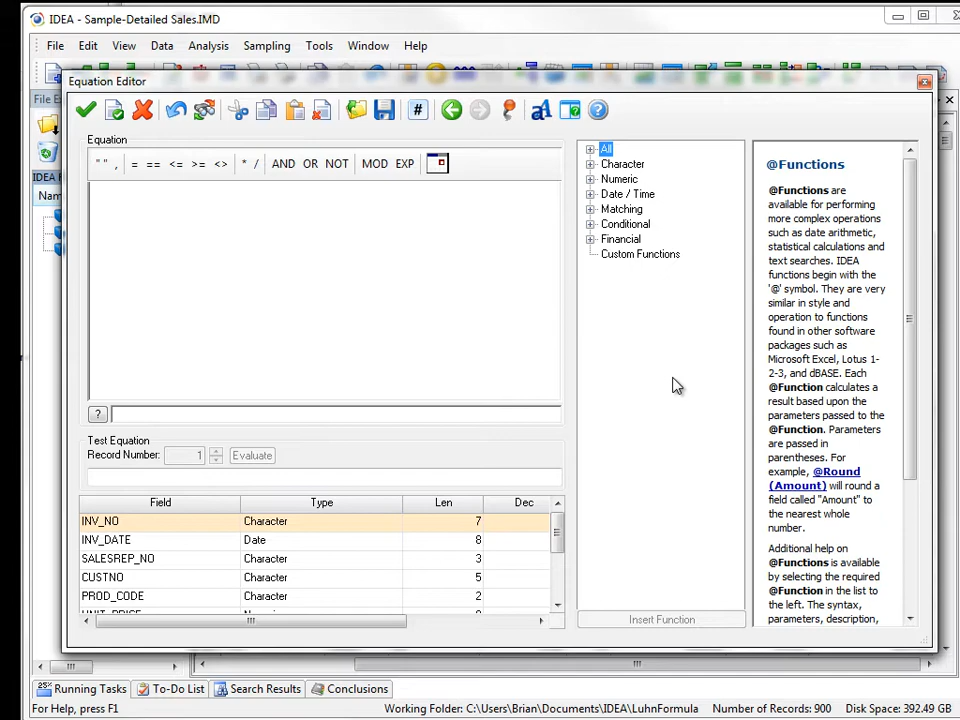 IDEA - Sample-Detailed Sales.IMD
File Edit View Data Analysis Sampling Tools Window Help
Equation Editor
File E
#
Equation
" " , = == <= >= <> * / AND OR NOT MOD EXP
IDEA
Nam
?
Test Equation
Record Number: 1 Evaluate
Field Type Len Dec
INV_NO Character 7
INV_DATE Date 8
SALESREP_NO Character 3
CUSTNO Character 5
PROD_CODE Character 2
All
Character
Numeric
Date / Time
Matching
Conditional
Financial
Custom Functions
Insert Function
@Functions
@Functions are
available for performing
more complex operations
such as date arithmetic,
statistical calculations and
text searches. IDEA
functions begin with the
'@' symbol. They are very
similar in style and
operation to functions
found in other software
packages such as
Microsoft Excel, Lotus 1-
2-3, and dBASE. Each
@Function calculates a
result based upon the
parameters passed to the
@Function. Parameters
are passed in
parentheses. For
example, @Round
(Amount) will round a
field called "Amount" to
the nearest whole
number.
Additional help on
@Functions is available
by selecting the required
@Function in the list to
the left. The syntax,
parameters, description,
Running Tasks To-Do List Search Results Conclusions
For Help, press F1 Working Folder: C:\Users\Brian\Documents\IDEA\LuhnFormula Number of Records: 900 Disk Space: 392.49 GB